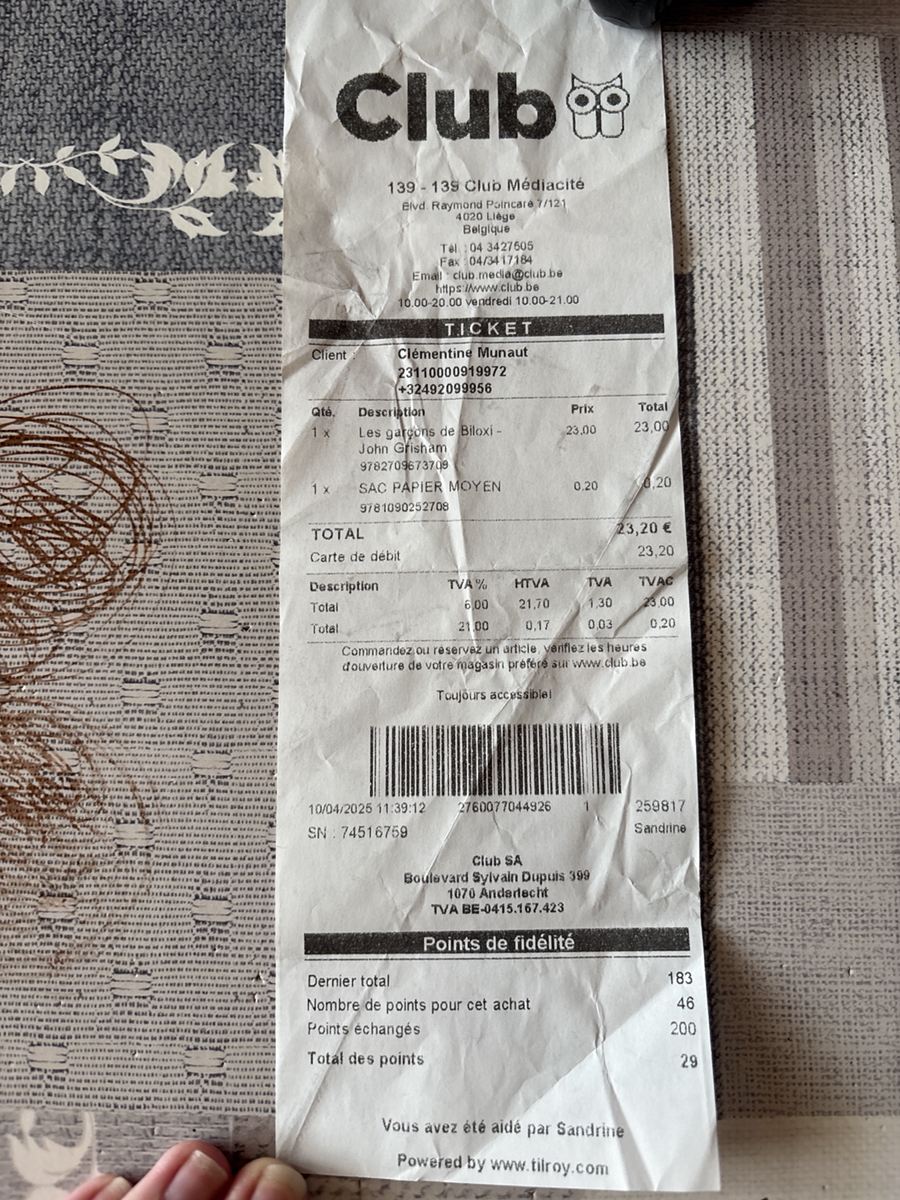 Club
139 - 139 Club Médiacité
Blvd. Raymond Poincaré 7/121
4020 Liège
Belgique
Tél : 04 3427605
Fax : 04/3417184
Email : club.media@club.be
https://www.club.be
10.00-20.00 vendredi 10.00-21.00
TICKET
Client : Clémentine Munaut
23110000919972
+32492099956
Qté. Description Prix Total
1 x Les garçons de Biloxi - 23,00 23,00
John Grisham
9782709673709
1 x SAC PAPIER MOYEN 0.20 0,20
9781090252708
TOTAL 23,20 €
Carte de débit 23,20
Description TVA % HTVA TVA TVAC
Total 6,00 21,70 1,30 23,00
Total 21,00 0,17 0,03 0,20
Commandez ou réservez un article, vérifiez les heures
d'ouverture de votre magasin préféré sur www.club.be
Toujours accessible!
10/04/2025 11:39:12 2760077044926 1 259817
SN : 74516759 Sandrine
Club SA
Boulevard Sylvain Dupuis 399
1070 Anderlecht
TVA BE-0415.167.423
Points de fidélité
Dernier total 183
Nombre de points pour cet achat 46
Points échangés 200
Total des points 29
Vous avez été aidé par Sandrine
Powered by www.tilroy.com